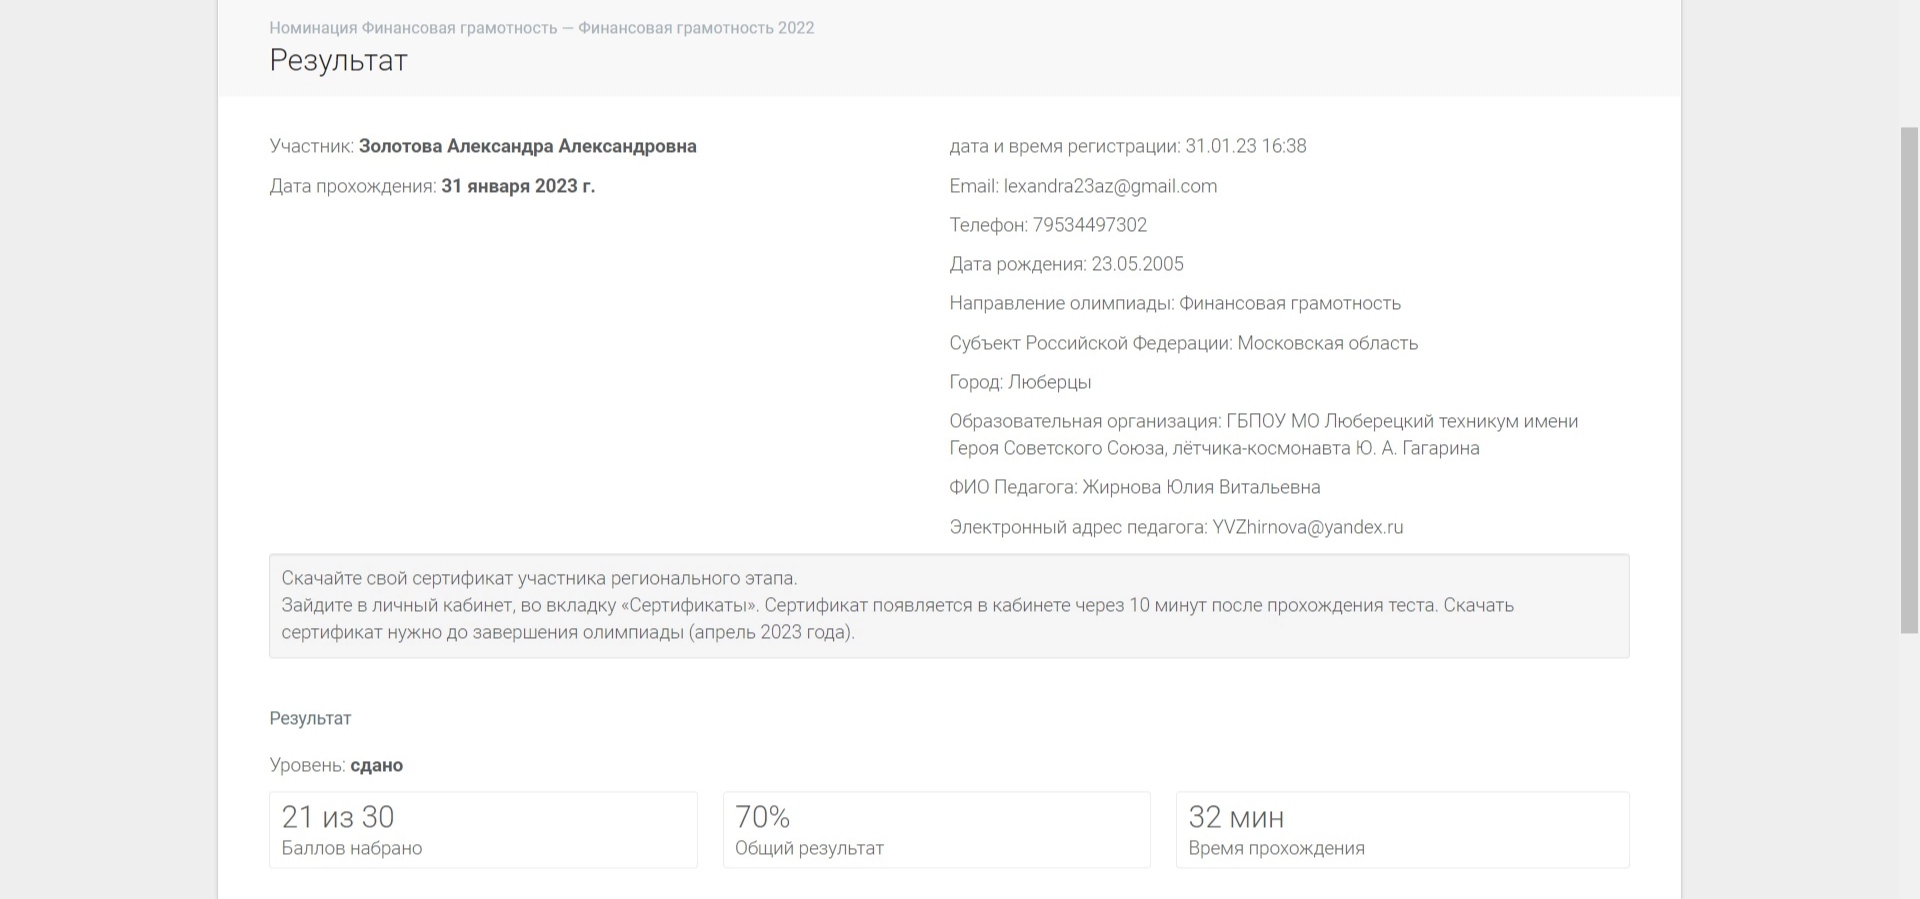 Номинация Финансовая грамотность — Финансовая грамотность 2022
Результат
Участник: Золотова Александра Александровна
Дата прохождения: 31 января 2023 г.
дата и время регистрации: 31.01.23 16:38
Email: lexandra23az@gmail.com
Телефон: 79534497302
Дата рождения: 23.05.2005
Направление олимпиады: Финансовая грамотность
Субъект Российской Федерации: Московская область
Город: Люберцы
Образовательная организация: ГБПОУ МО Люберецкий техникум имени
Героя Советского Союза, лётчика-космонавта Ю. А. Гагарина
ФИО Педагога: Жирнова Юлия Витальевна
Электронный адрес педагога: YVZhirnova@yandex.ru
Скачайте свой сертификат участника регионального этапа.
Зайдите в личный кабинет, во вкладку «Сертификаты». Сертификат появляется в кабинете через 10 минут после прохождения теста. Скачать
сертификат нужно до завершения олимпиады (апрель 2023 года).
Результат
Уровень: сдано
21 из 30
Баллов набрано
70%
Общий результат
32 мин
Время прохождения